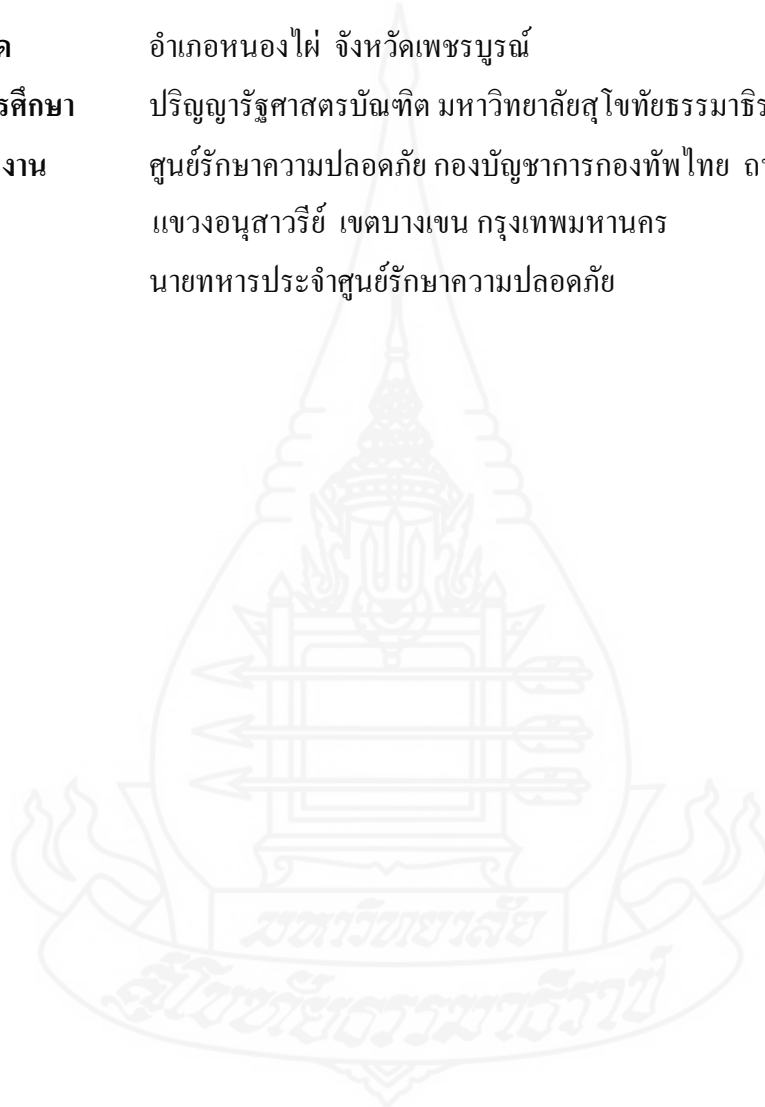 อำเภอหนองไผ่ จังหวัดเพชรบูรณ์
ปริญญารัฐศาสตรบัณฑิต มหาวิทยาลัยสุโขทัยธรรมาธิร
ศูนย์รักษาความปลอดภัย กองบัญชาการกองทัพไทย
แขวงอนุสาวรีย์ เขตบางเขน กรุงเทพมหานคร
นายทหารประจำศูนย์รักษาความปลอดภัย
มหาวิทยาลัย
สุโขทัยธรรมาธิราช